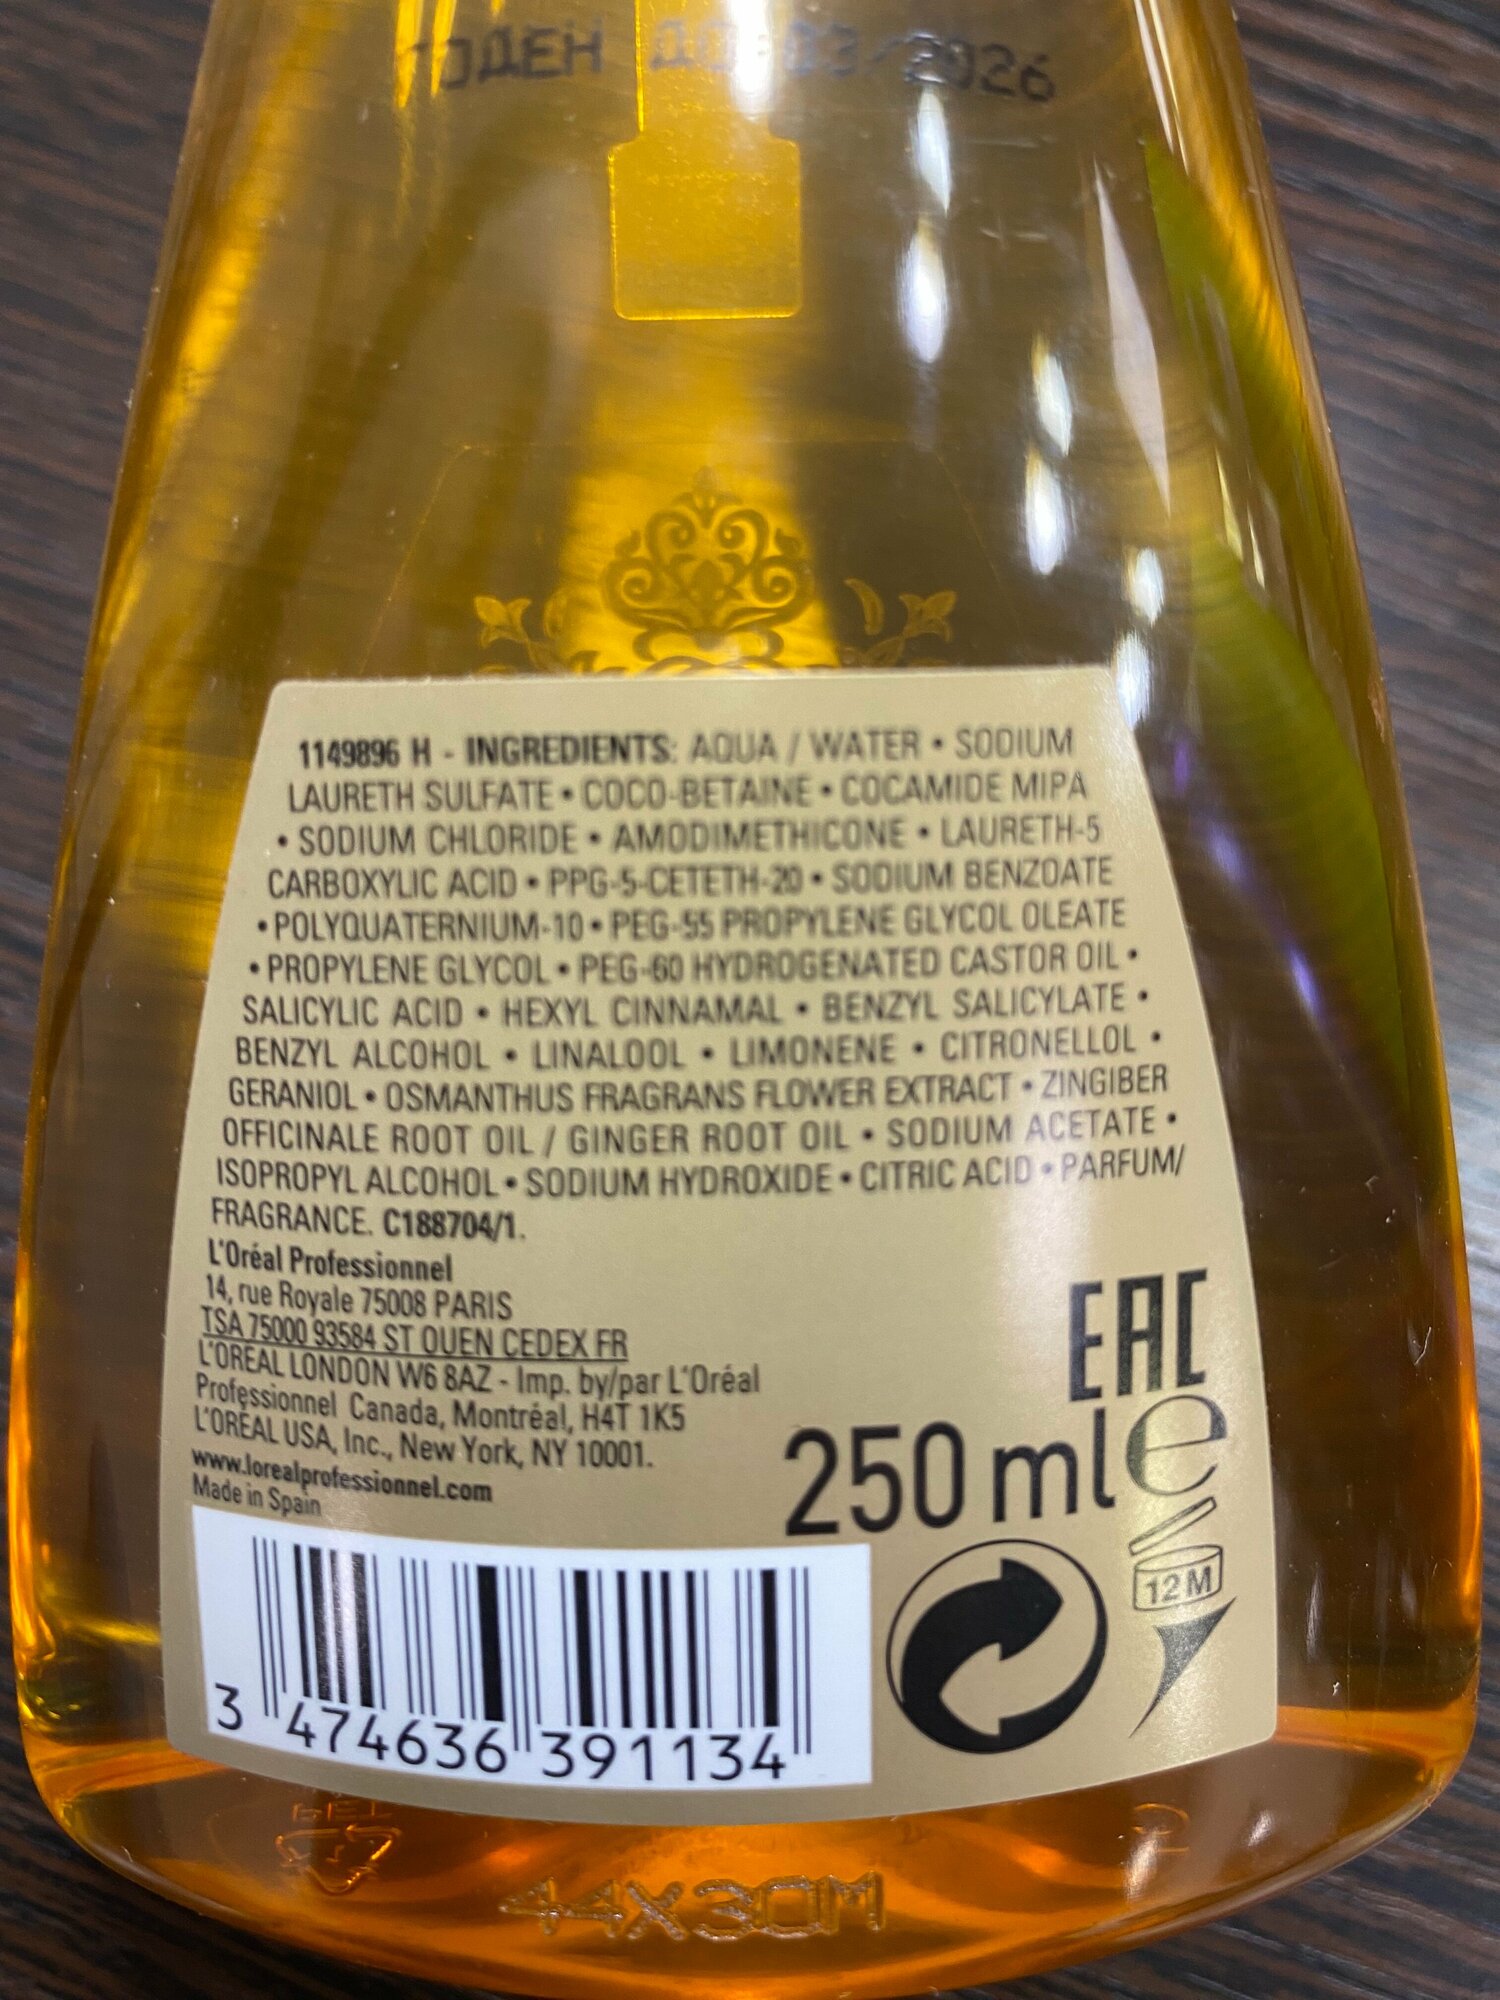 ГОДЕН ДО 03/2026
1149896 H - INGREDIENTS: AQUA / WATER • SODIUM
LAURETH SULFATE • COCO-BETAINE • COCAMIDE MIPA
• SODIUM CHLORIDE • AMODIMETHICONE • LAURETH-5
CARBOXYLIC ACID • PPG-5-CETETH-20 • SODIUM BENZOATE
• POLYQUATERNIUM-10 • PEG-55 PROPYLENE GLYCOL OLEATE
• PROPYLENE GLYCOL • PEG-60 HYDROGENATED CASTOR OIL •
SALICYLIC ACID • HEXYL CINNAMAL • BENZYL SALICYLATE •
BENZYL ALCOHOL • LINALOOL • LIMONENE • CITRONELLOL •
GERANIOL • OSMANTHUS FRAGRANS FLOWER EXTRACT • ZINGIBER
OFFICINALE ROOT OIL / GINGER ROOT OIL • SODIUM ACETATE •
ISOPROPYL ALCOHOL • SODIUM HYDROXIDE • CITRIC ACID • PARFUM/
FRAGRANCE. C188704/1.
L'Oréal Professionnel
14, rue Royale 75008 PARIS
TSA 75000 93584 ST OUEN CEDEX FR
L'ORÉAL LONDON W6 8AZ - Imp. by/par L'Oréal
Professionnel Canada, Montréal, H4T 1K5
L'ORÉAL USA, Inc., New York, NY 10001.
www.lorealprofessionnel.com
Made in Spain
EAC
250 ml e
12 M
3 474636 391134
44X30M